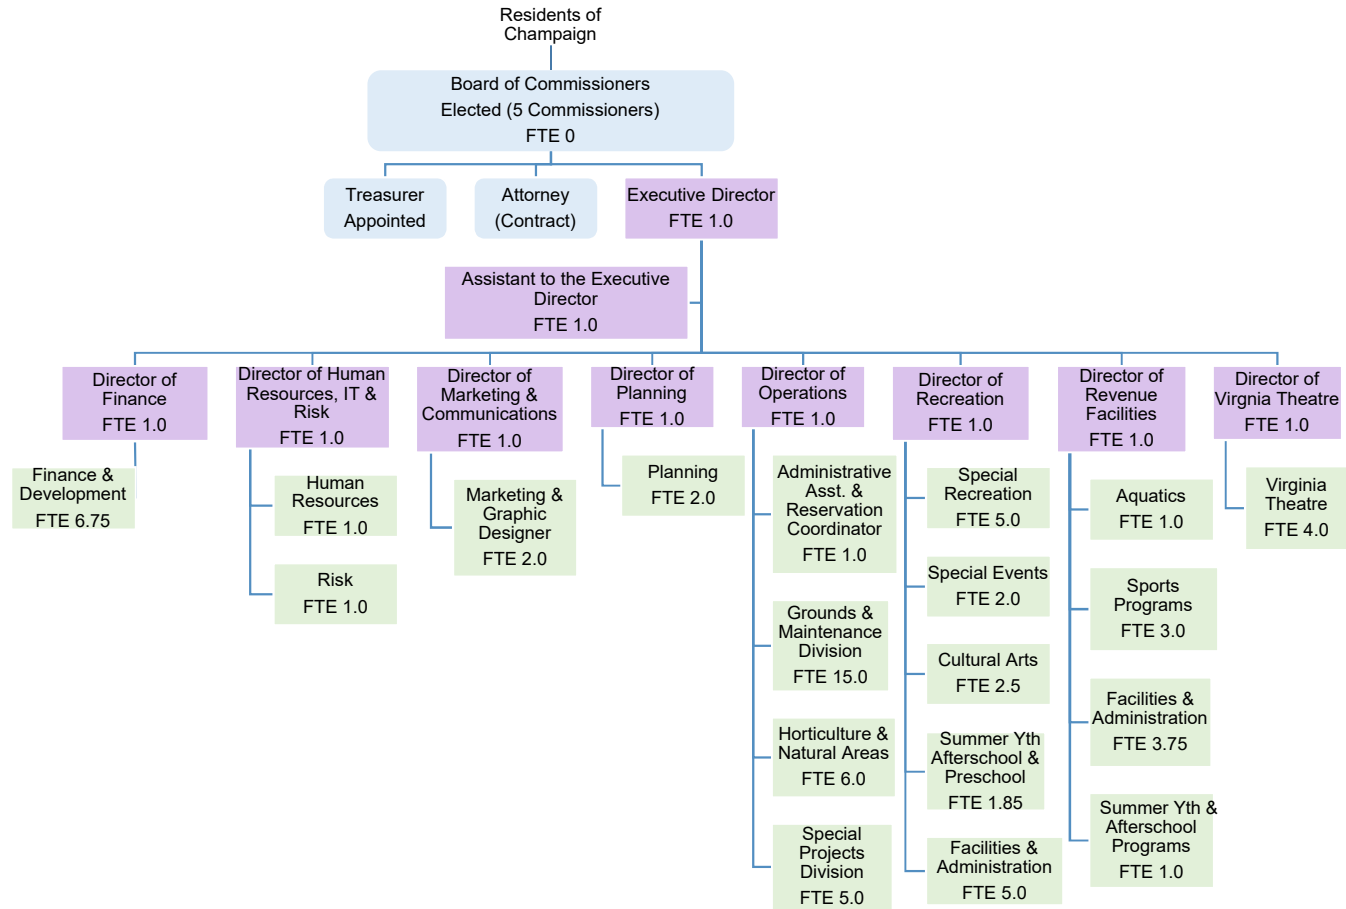 Residents of
Champaign
Board of Commissioners
Elected (5 Commissioners)
FTE 0
Treasurer
Appointed
Attorney
(Contract)
Executive Director
FTE 1.0
Assistant to the Executive
Director
FTE 1.0
Director of
Finance
FTE 1.0
Director of Human
Resources, IT &
Risk
FTE 1.0
Director of
Marketing &
Communications
FTE 1.0
Director of
Planning
FTE 1.0
Director of
Operations
FTE 1.0
Director of
Recreation
FTE 1.0
Director of
Revenue
Facilities
FTE 1.0
Director of
Virgnia Theatre
FTE 1.0
Finance &
Development
FTE 6.75
Human
Resources
FTE 1.0
Risk
FTE 1.0
Marketing &
Graphic
Designer
FTE 2.0
Planning
FTE 2.0
Administrative
Asst. &
Reservation
Coordinator
FTE 1.0
Grounds &
Maintenance
Division
FTE 15.0
Horticulture &
Natural Areas
FTE 6.0
Special
Projects
Division
FTE 5.0
Special
Recreation
FTE 5.0
Special Events
FTE 2.0
Cultural Arts
FTE 2.5
Summer Yth
Afterschool &
Preschool
FTE 1.85
Facilities &
Administration
FTE 5.0
Aquatics
FTE 1.0
Sports
Programs
FTE 3.0
Facilities &
Administration
FTE 3.75
Summer Yth &
Afterschool
Programs
FTE 1.0
Virginia
Theatre
FTE 4.0